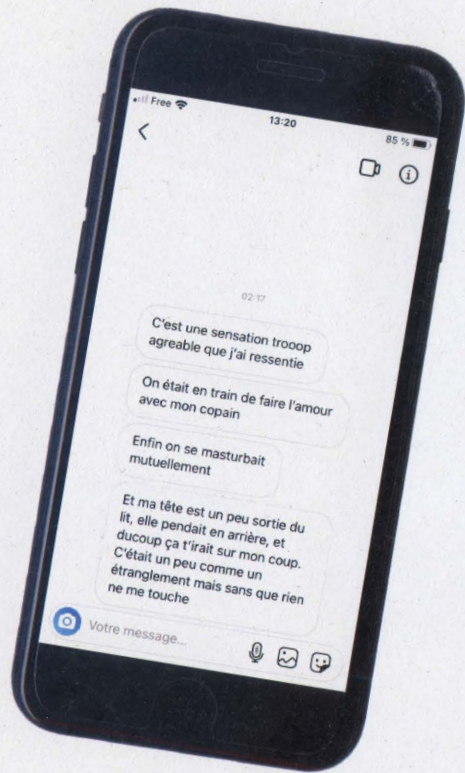 Free
13:20
85 %
02:17
C'est une sensation trooop
agreable que j'ai ressentie
On était en train de faire l'amour
avec mon copain
Enfin on se masturbait
mutuellement
Et ma tête est un peu sortie du
lit, elle pendait en arrière, et
ducoup ça t'irait sur mon coup.
C'était un peu comme un
étranglement mais sans que rien
ne me touche
Votre message...